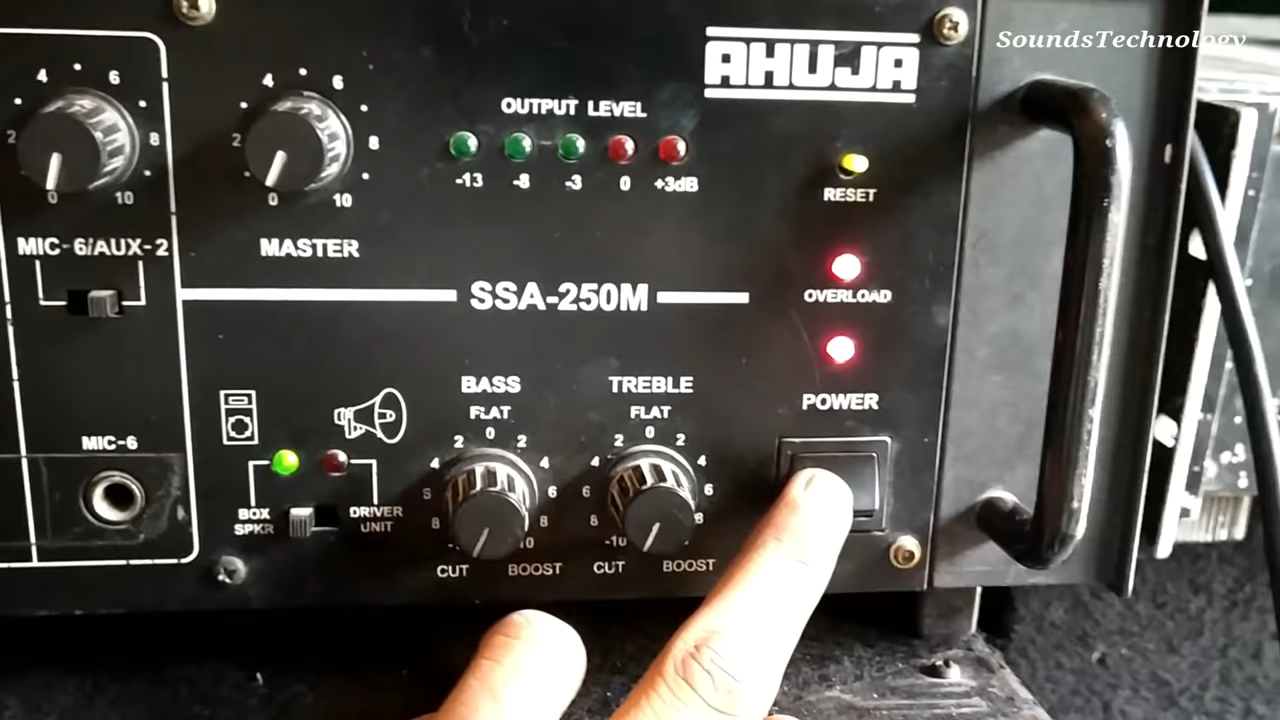 SoundsTechnology
AHUJA
4 6
2 8
0 10
MIC-6/AUX-2
4 6
2 8
0 10
MASTER
OUTPUT LEVEL
-13 -8 -3 0 +3dB
RESET
OVERLOAD
SSA-250M
POWER
MIC-6
BOX
SPKR
DRIVER
UNIT
BASS
FLAT
2 0 2
4 4
6 6
8 8
CUT BOOST
TREBLE
FLAT
2 0 2
4 4
6 6
8 8
-10
CUT BOOST